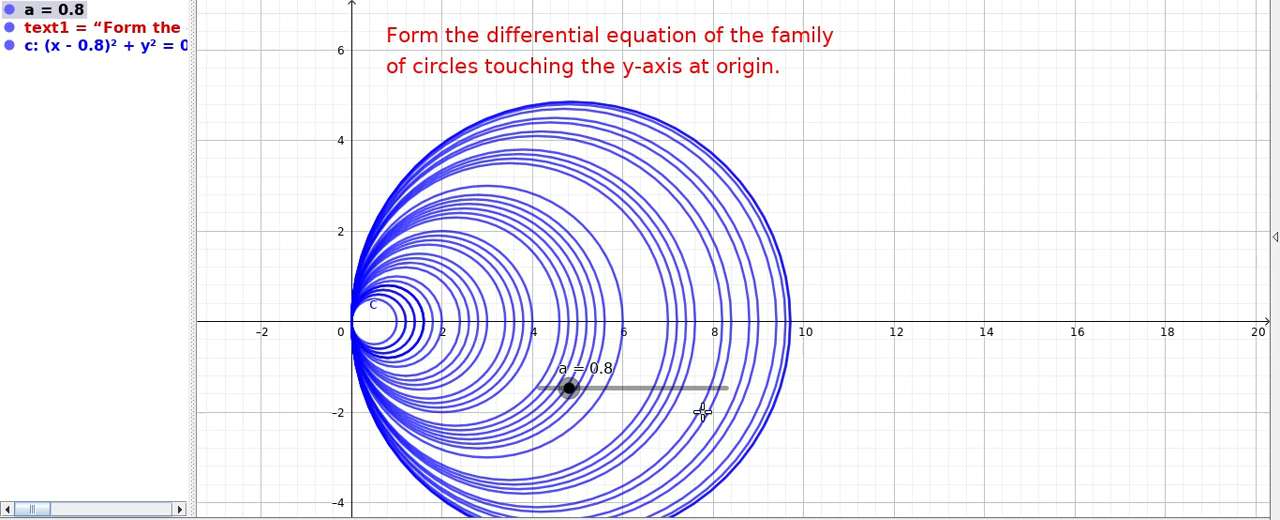 a = 0.8
text1 = “Form the
c: (x - 0.8)² + y² = 0
Form the differential equation of the family
of circles touching the y-axis at origin.
6
4
2
C
–2 0 2 4 6 8 10 12 14 16 18 20
a = 0.8
–2
–4